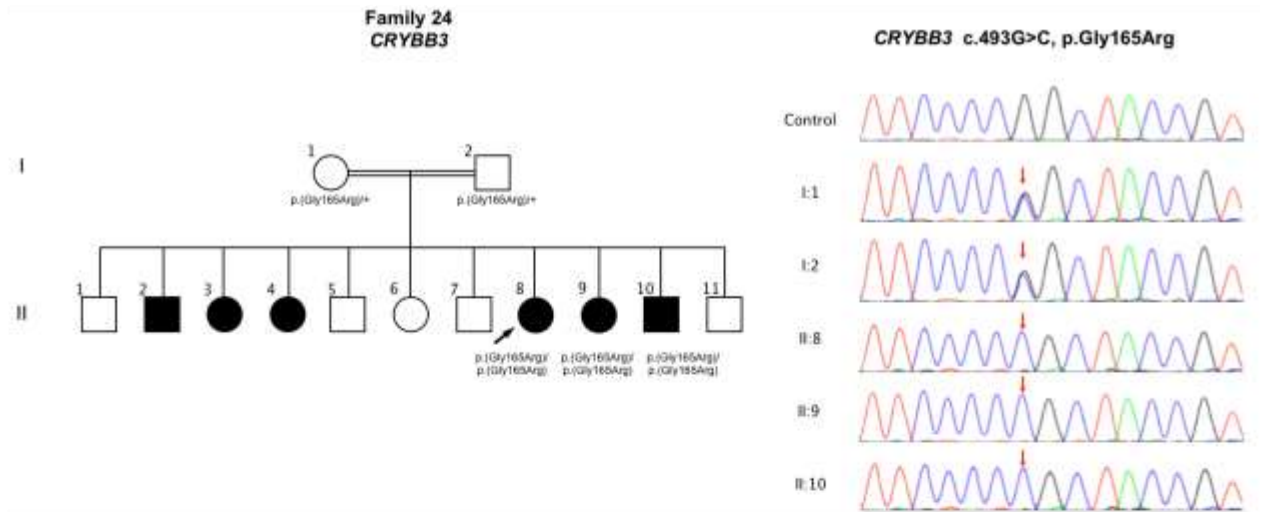 Family 24
CRYBB3
CRYBB3 c.493G>C, p.Gly165Arg
Control
I
1
2
p.(Gly165Arg)/+
p.(Gly165Arg)/+
I:1
I:2
II
1
2
3
4
5
6
7
8
9
10
11
p.(Gly165Arg)/
p.(Gly165Arg)
p.(Gly165Arg)/
p.(Gly165Arg)
p.(Gly165Arg)/
p.(Gly165Arg)
II:8
II:9
II:10